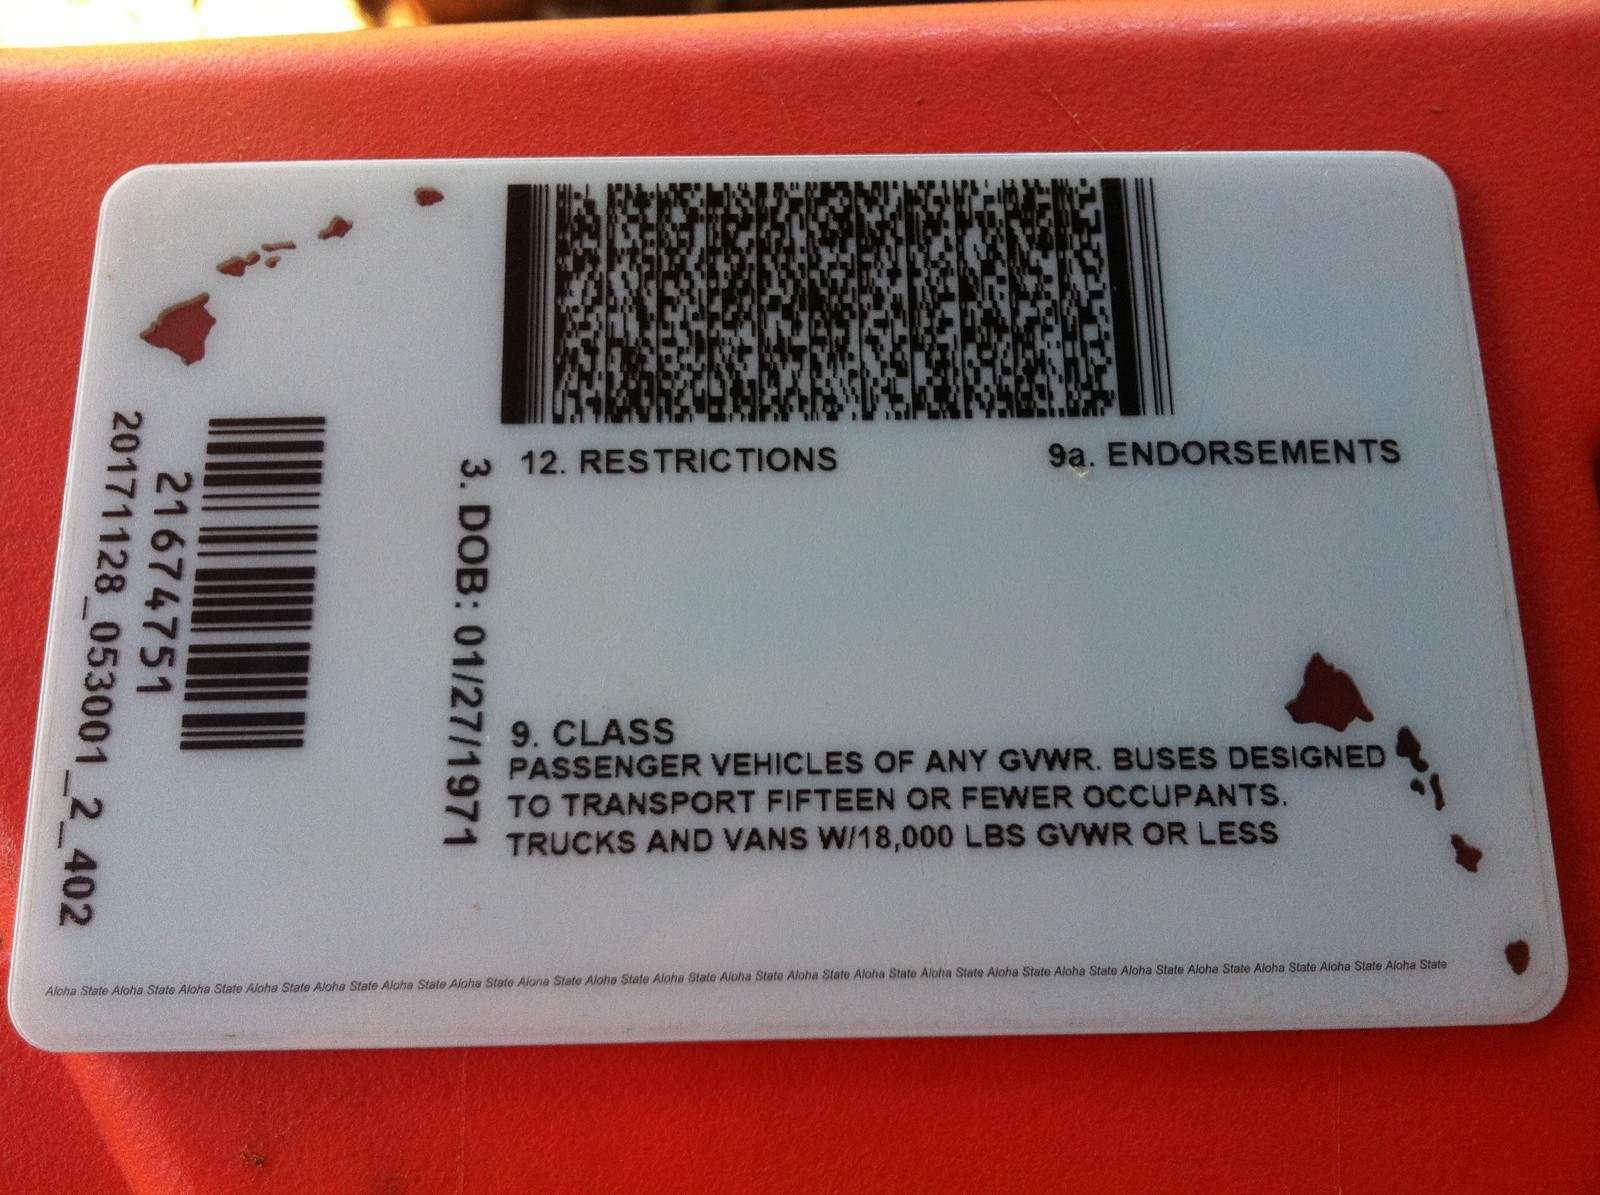 12. RESTRICTIONS
9a. ENDORSEMENTS
20171128_053001_2_402
21674751
3. DOB: 01/27/1971
9. CLASS
PASSENGER VEHICLES OF ANY GVWR. BUSES DESIGNED
TO TRANSPORT FIFTEEN OR FEWER OCCUPANTS.
TRUCKS AND VANS W/18,000 LBS GVWR OR LESS
Aloha State Aloha State Aloha State Aloha State Aloha State Aloha State Aloha State Aloha State Aloha State Aloha State Aloha State Aloha State Aloha State Aloha State Aloha State Aloha State Aloha State Aloha State Aloha State Aloha State Aloha State